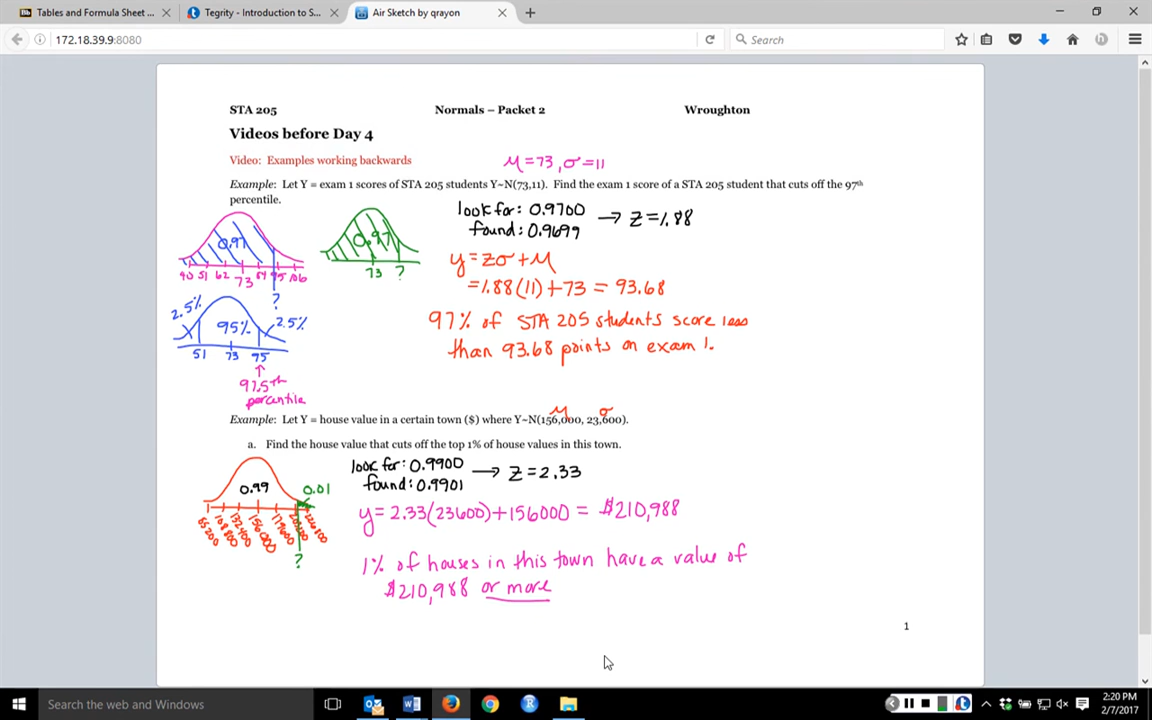 Tables and Formula Sheet ...
Tegrity - Introduction to S...
Air Sketch by qrayon
172.18.39.9:8080
Search
STA 205 Normals – Packet 2 Wroughton
Videos before Day 4
Video: Examples working backwards
μ=73, σ=11
Example: Let Y = exam 1 scores of STA 205 students Y~N(73,11). Find the exam 1 score of a STA 205 student that cuts off the 97th
percentile.
look for: 0.9700
found: 0.9699
→ z=1.88
0.97
40 51 62 73 84 95 106
?
0.97
73 ?
y=zσ+μ
=1.88(11)+73 = 93.68
97% of STA 205 students score less
than 93.68 points on exam 1.
2.5% 95% 2.5%
51 73 95
↑
97.5th
percentile
μ σ
Example: Let Y = house value in a certain town ($) where Y~N(156,000, 23,600).
a. Find the house value that cuts off the top 1% of house values in this town.
look for: 0.9900
found: 0.9901
→ z=2.33
0.99 0.01
85200 108800 132400 156000 179600
?
y=2.33(23600)+156000 = $210,988
1% of houses in this town have a value of
$210,988 or more
1
Search the web and Windows
2:20 PM
2/7/2017